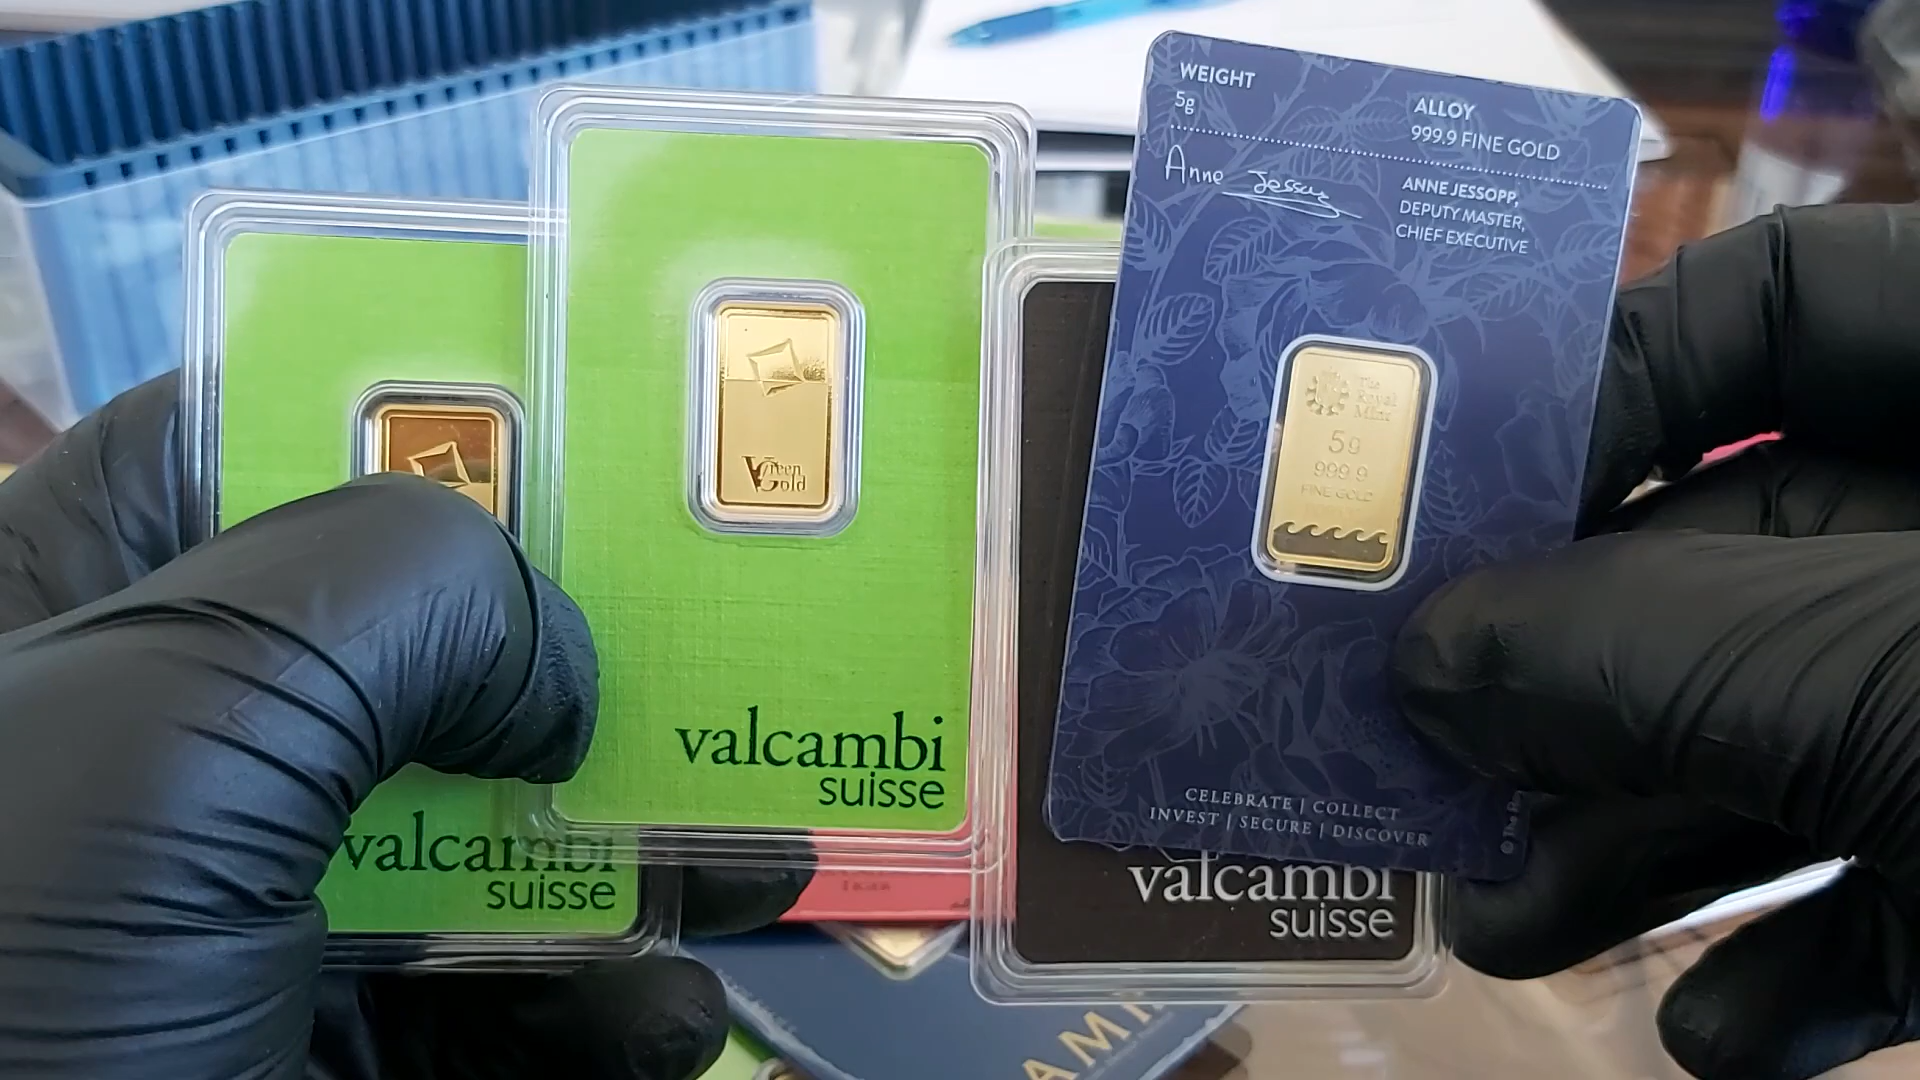 WEIGHT
5g
ALLOY
999.9 FINE GOLD
Anne Jessopp
ANNE JESSOPP,
DEPUTY MASTER,
CHIEF EXECUTIVE
The
Royal
Mint
5g
999.9
FINE GOLD
CELEBRATE | COLLECT
INVEST | SECURE | DISCOVER
Green
Gold
valcambi
suisse
valcambi
suisse
valcambi
suisse